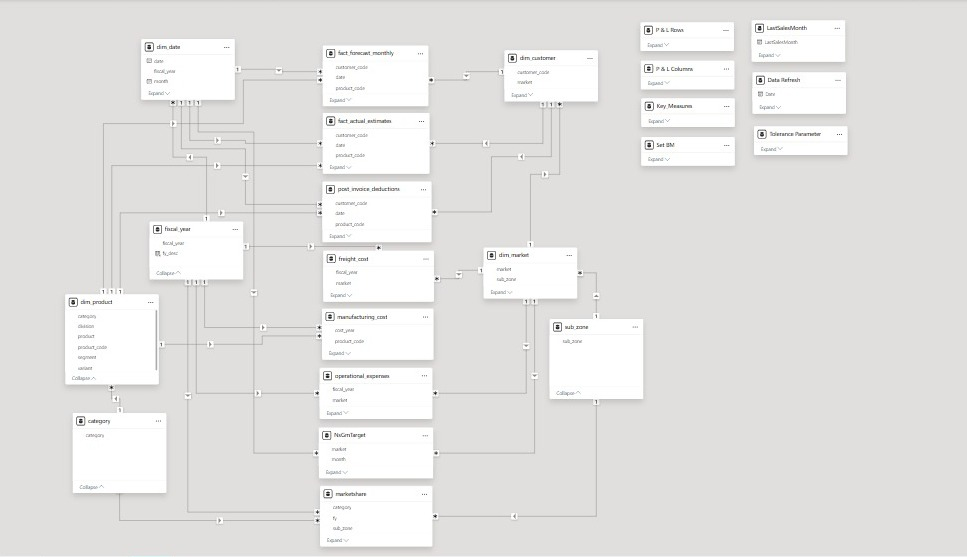 dim_date
date
fiscal_year
month
Expand
fact_forecast_monthly
customer_code
date
product_code
Expand
dim_customer
customer_code
market
Expand
P & L Rows
Expand
LastSalesMonth
LastSalesMonth
Expand
P & L Columns
Expand
Data Refresh
Date
Expand
Key_Measures
Expand
Set BM
Expand
Tolerance Parameter
Expand
fact_actual_estimates
customer_code
date
product_code
Expand
post_invoice_deductions
customer_code
date
product_code
Expand
fiscal_year
fiscal_year
fy_desc
Collapse
freight_cost
fiscal_year
market
Expand
dim_market
market
sub_zone
Expand
dim_product
category
division
product
product_code
segment
variant
Collapse
manufacturing_cost
cost_year
product_code
Expand
sub_zone
sub_zone
Collapse
operational_expenses
fiscal_year
market
Expand
category
category
Collapse
NsGmTarget
market
month
Expand
marketshare
category
fy
sub_zone
Expand